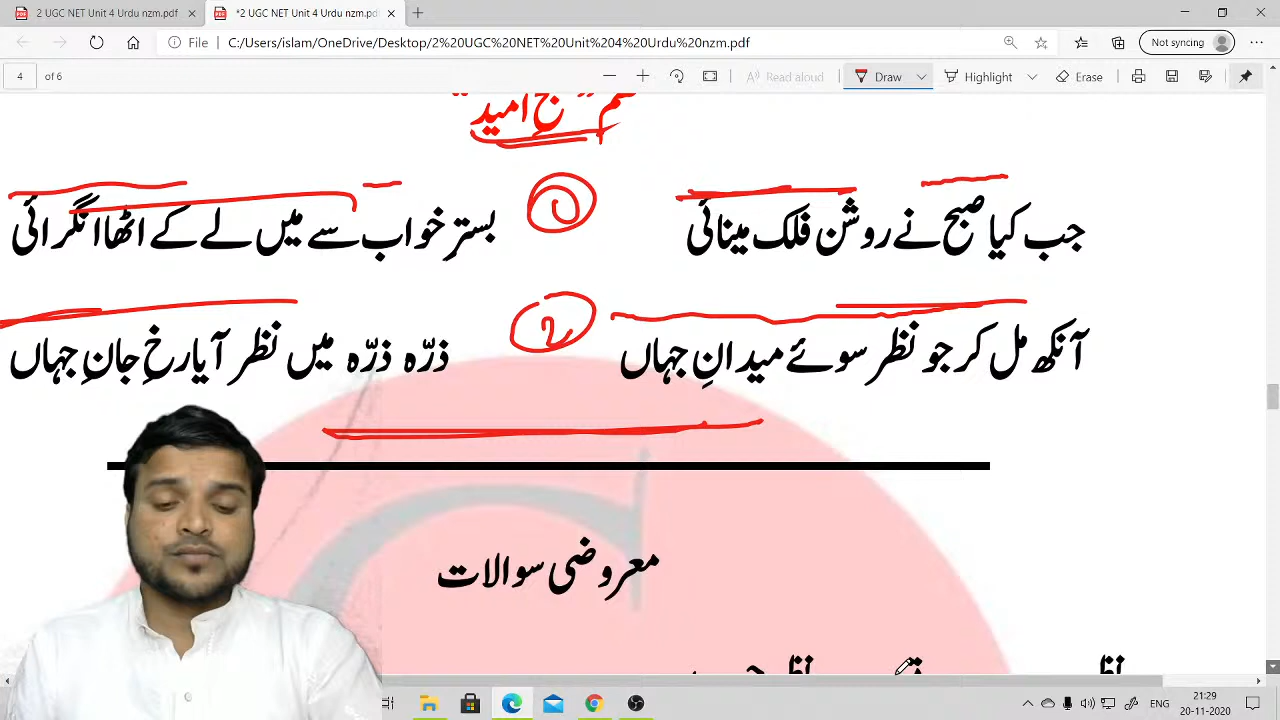 2 UGC NET Unit 4 Urdu nzm.pdf
*2 UGC NET Unit 4 Urdu nzm.pd
File
C:/Users/islam/OneDrive/Desktop/2%20UGC%20NET%20Unit%204%20Urdu%20nzm.pdf
Not syncing
4 of 6
Read aloud
Draw
Highlight
Erase
صبح امید
جب کیا صبح نے روشن فلک مینائی
بسترِ خواب سے میں لے کے اٹھا انگرائی
آنکھ مل کر جو نظر سوئے میدانِ جہاں
ذرّہ ذرّہ میں نظر آیا رخِ جانِ جہاں
معروضی سوالات
ENG
21:29
20-11-2020